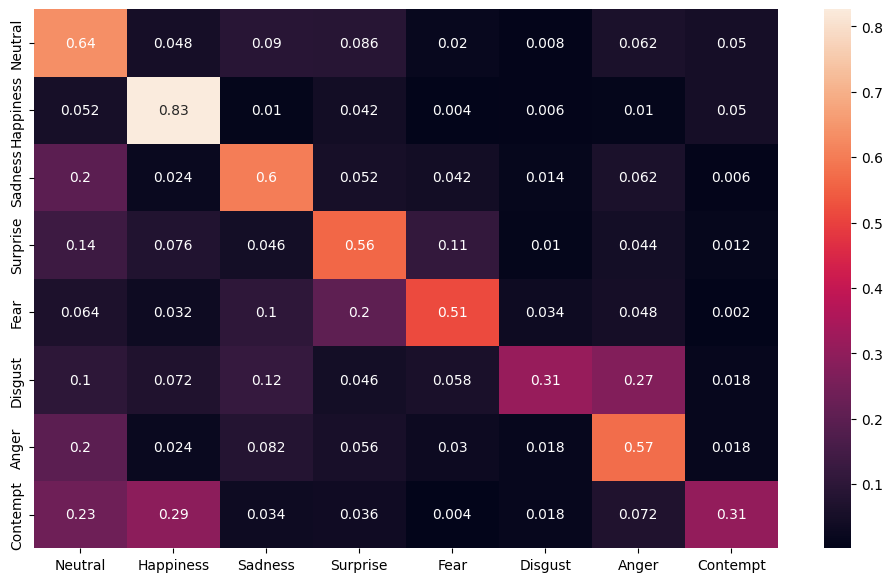 Neutral 0.64 0.048 0.09 0.086 0.02 0.008 0.062 0.05
Happiness 0.052 0.83 0.01 0.042 0.004 0.006 0.01 0.05
Sadness 0.2 0.024 0.6 0.052 0.042 0.014 0.062 0.006
Surprise 0.14 0.076 0.046 0.56 0.11 0.01 0.044 0.012
Fear 0.064 0.032 0.1 0.2 0.51 0.034 0.048 0.002
Disgust 0.1 0.072 0.12 0.046 0.058 0.31 0.27 0.018
Anger 0.2 0.024 0.082 0.056 0.03 0.018 0.57 0.018
Contempt 0.23 0.29 0.034 0.036 0.004 0.018 0.072 0.31
Neutral Happiness Sadness Surprise Fear Disgust Anger Contempt
0.8
0.7
0.6
0.5
0.4
0.3
0.2
0.1